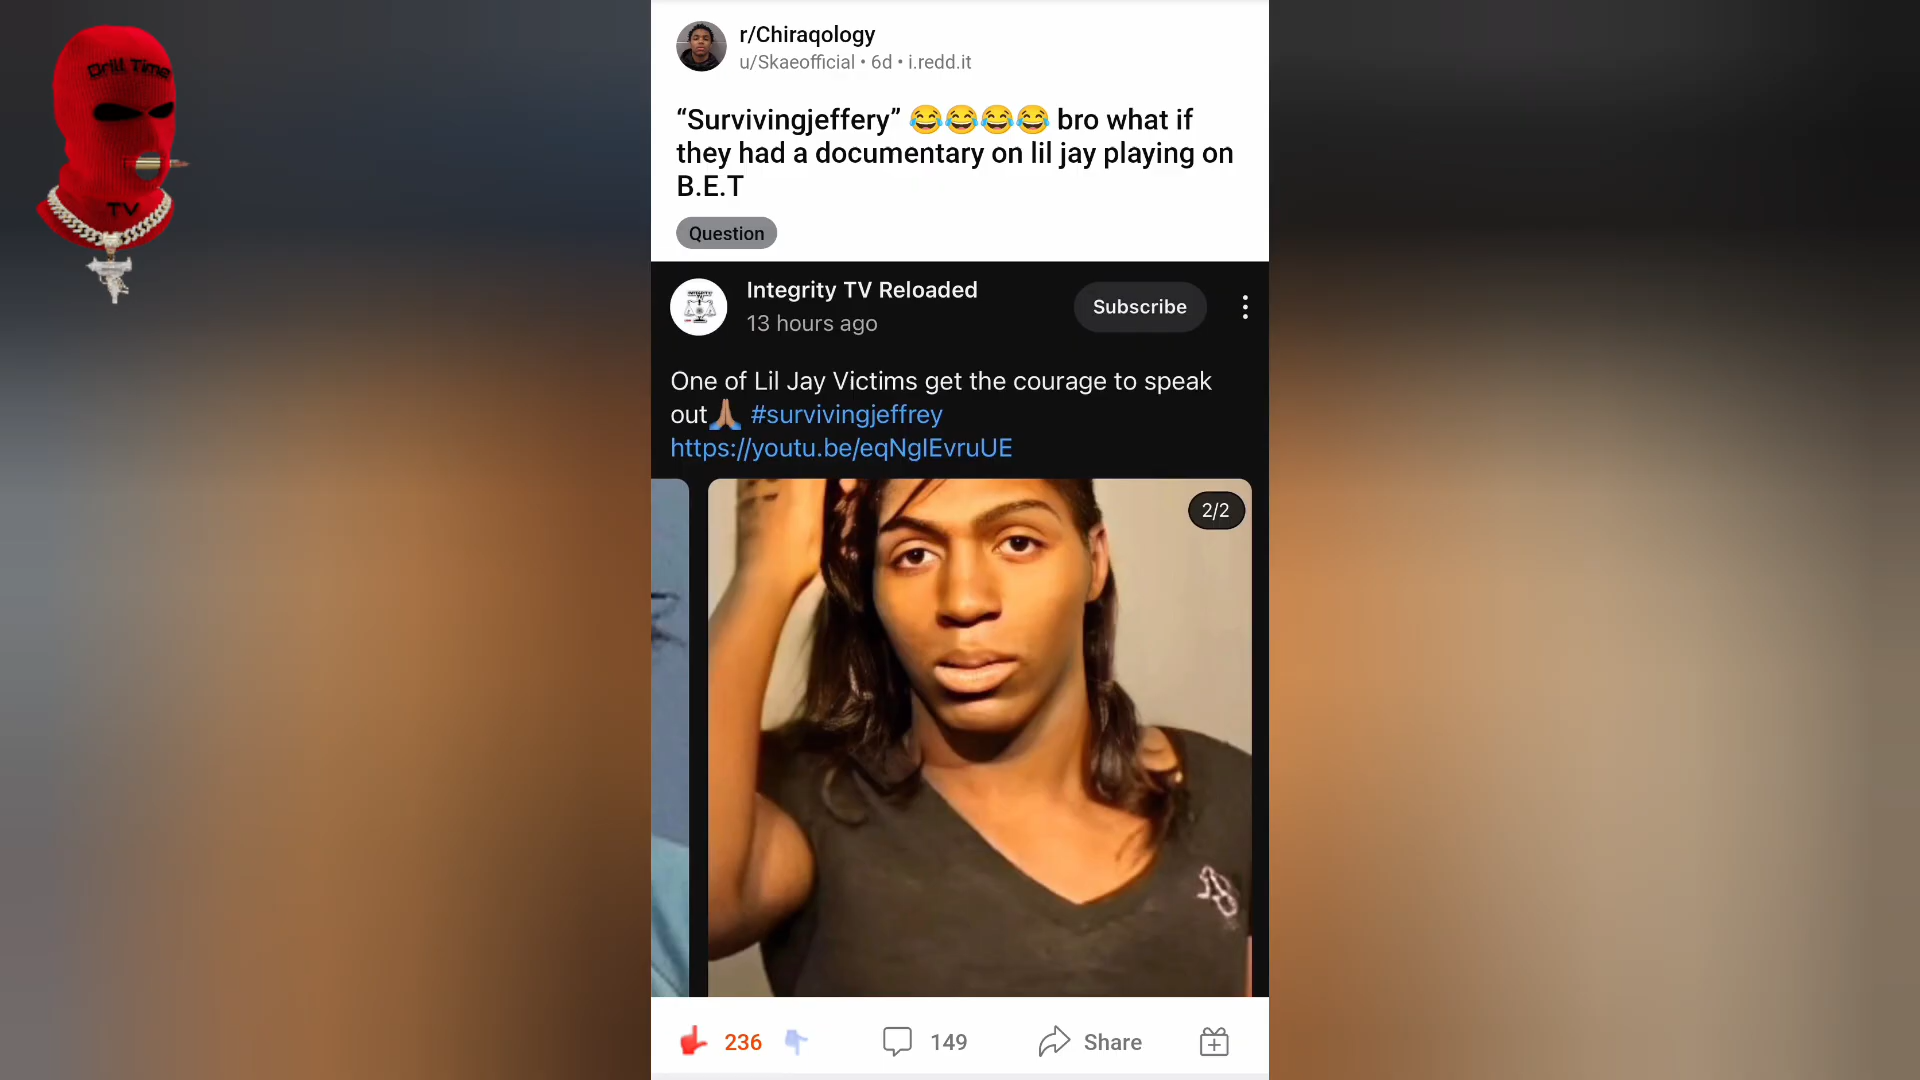 Drill Time
TV
r/Chiraqology
u/Skaeofficial • 6d • i.redd.it
“Survivingjeffery” 😂😂😂😂 bro what if
they had a documentary on lil jay playing on
B.E.T
Question
Integrity TV Reloaded
13 hours ago
Subscribe
One of Lil Jay Victims get the courage to speak
out🙏🏽 #survivingjeffrey
https://youtu.be/eqNglEvruUE
2/2
236
149
Share